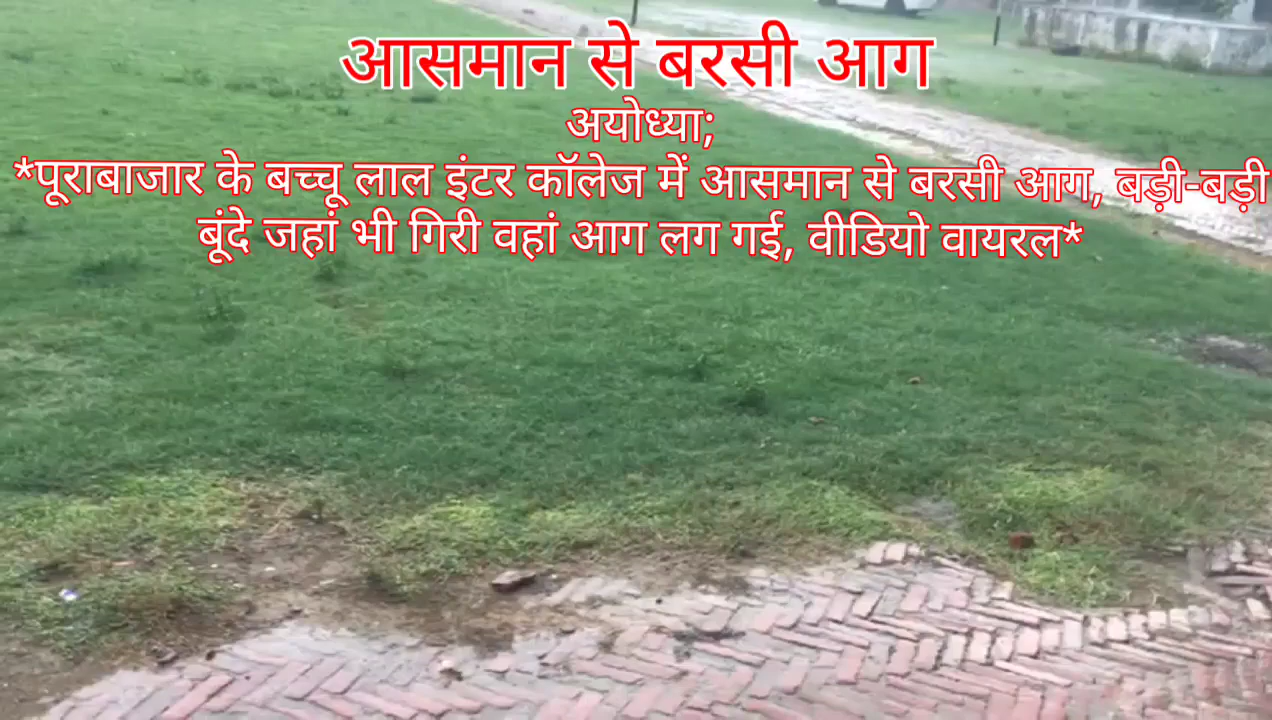 आसमान से बरसी आग
अयोध्या;
*पूराबाजार के बच्चू लाल इंटर कॉलेज में आसमान से बरसी आग, बड़ी-बड़ी
बूंदे जहां भी गिरी वहां आग लग गई, वीडियो वायरल*